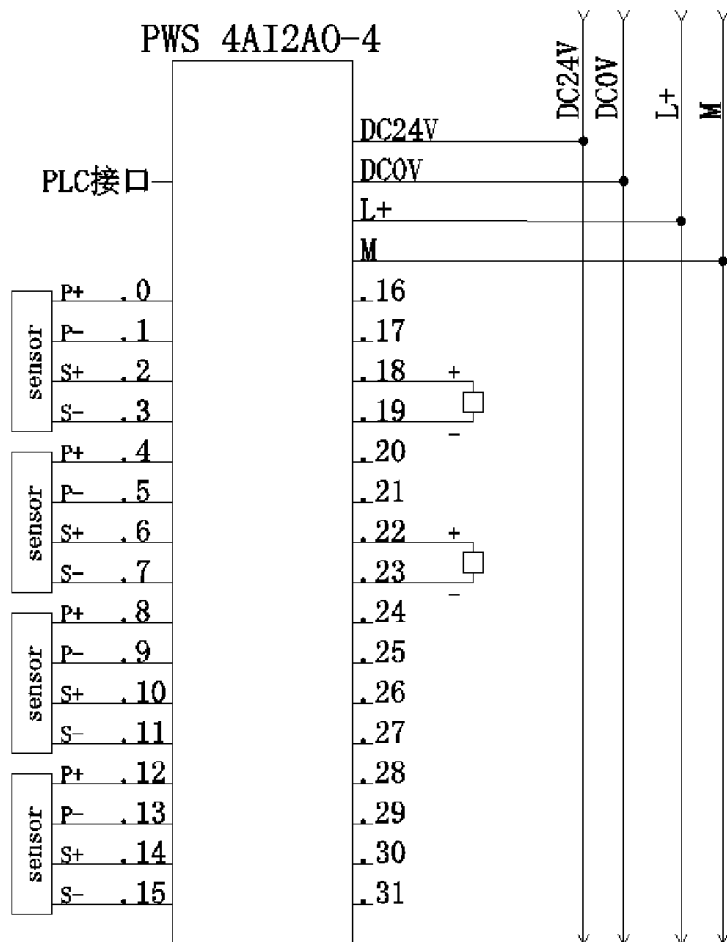 PWS 4AI2AO-4
DC24V
DC0V
L+
M
DC24V
PLC接口
DC0V
L+
M
sensor
P+ .0
P- .1
S+ .2
S- .3
sensor
P+ .4
P- .5
S+ .6
S- .7
sensor
P+ .8
P- .9
S+ .10
S- .11
sensor
P+ .12
P- .13
S+ .14
S- .15
.16
.17
.18 +
.19 -
.20
.21
.22 +
.23 -
.24
.25
.26
.27
.28
.29
.30
.31